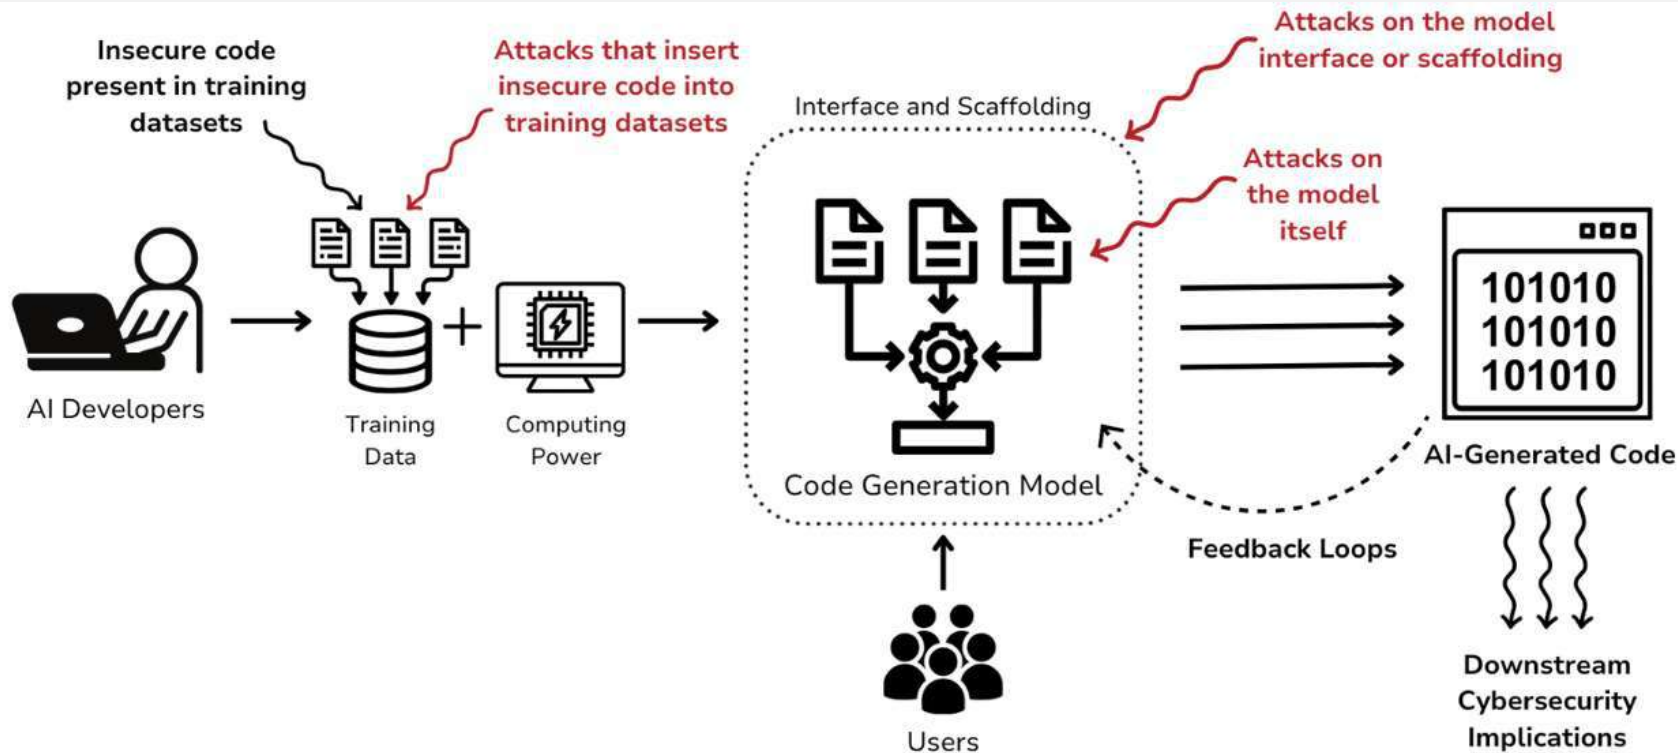 Insecure code
present in training
datasets
Attacks that insert
insecure code into
training datasets
Attacks on the model
interface or scaffolding
Interface and Scaffolding
Attacks on
the model
itself
101010
101010
101010
AI Developers
Training
Data
Computing
Power
Code Generation Model
AI-Generated Code
Feedback Loops
Users
Downstream
Cybersecurity
Implications